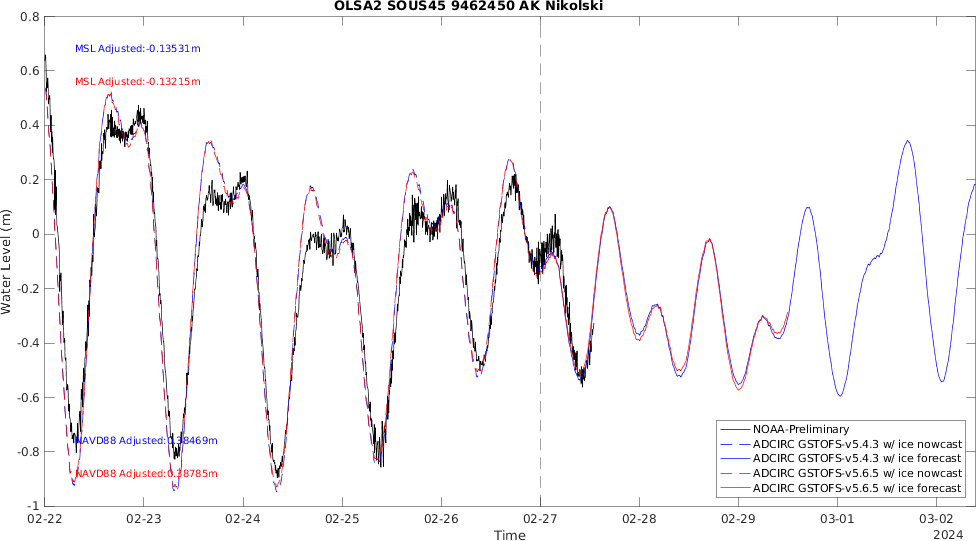 OLSA2 SOUS45 9462450 AK Nikolski
0.8
0.6
0.4
0.2
0
-0.2
-0.4
-0.6
-0.8
-1
Water Level (m)
MSL Adjusted:-0.13531m
MSL Adjusted:-0.13215m
NAVD88 Adjusted:0.38469m
NAVD88 Adjusted:0.38785m
NOAA-Preliminary
ADCIRC GSTOFS-v5.4.3 w/ ice nowcast
ADCIRC GSTOFS-v5.4.3 w/ ice forecast
ADCIRC GSTOFS-v5.6.5 w/ ice nowcast
ADCIRC GSTOFS-v5.6.5 w/ ice forecast
02-22 02-23 02-24 02-25 02-26 02-27 02-28 02-29 03-01 03-02
2024
Time